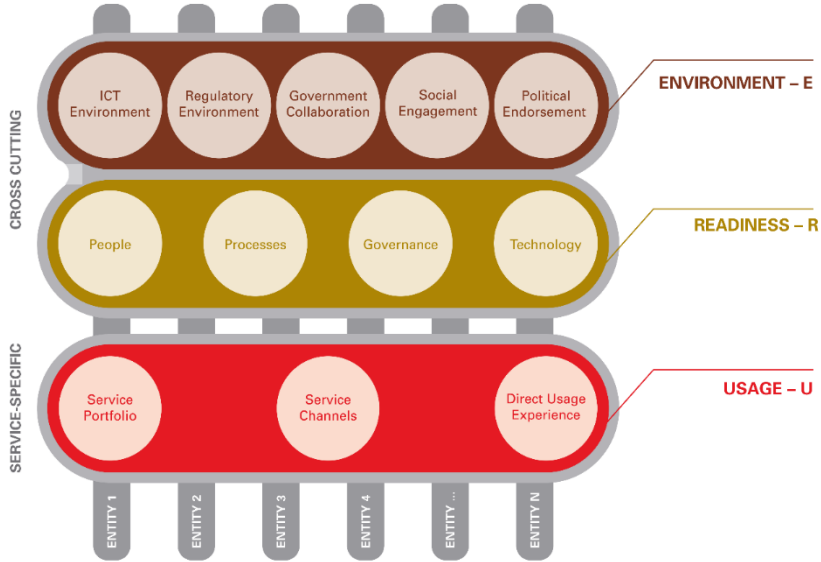 CROSS CUTTING
ICT
Environment
Regulatory
Environment
Government
Collaboration
Social
Engagement
Political
Endorsement
ENVIRONMENT – E
People
Processes
Governance
Technology
READINESS – R
SERVICE-SPECIFIC
Service
Portfolio
Service
Channels
Direct Usage
Experience
USAGE – U
ENTITY 1
ENTITY 2
ENTITY 3
ENTITY 4
ENTITY ...
ENTITY N